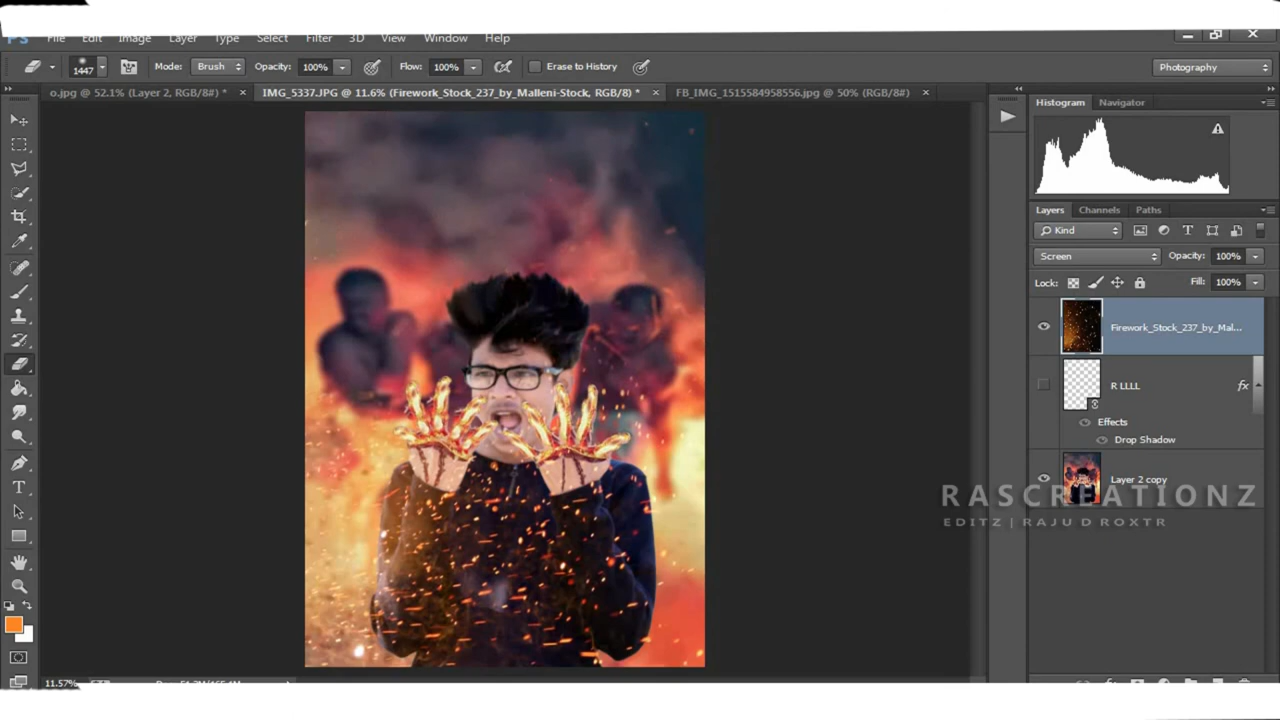 Ps File Edit Image Layer Type Select Filter 3D View Window Help
1447 Mode: Brush Opacity: 100% Flow: 100% Erase to History Photography
o.jpg @ 52.1% (Layer 2, RGB/8#) * × IMG_5337.JPG @ 11.6% (Firework_Stock_237_by_Malleni-Stock, RGB/8) * × FB_IMG_1515584958556.jpg @ 50% (RGB/8#) ×
Histogram Navigator
Layers Channels Paths
Kind
Screen Opacity: 100%
Lock: Fill: 100%
Firework_Stock_237_by_Mal...
R LLLL fx
Effects
Drop Shadow
Layer 2 copy
RASCREATIONZ
EDITZ | RAJU D ROXTR
11.57%